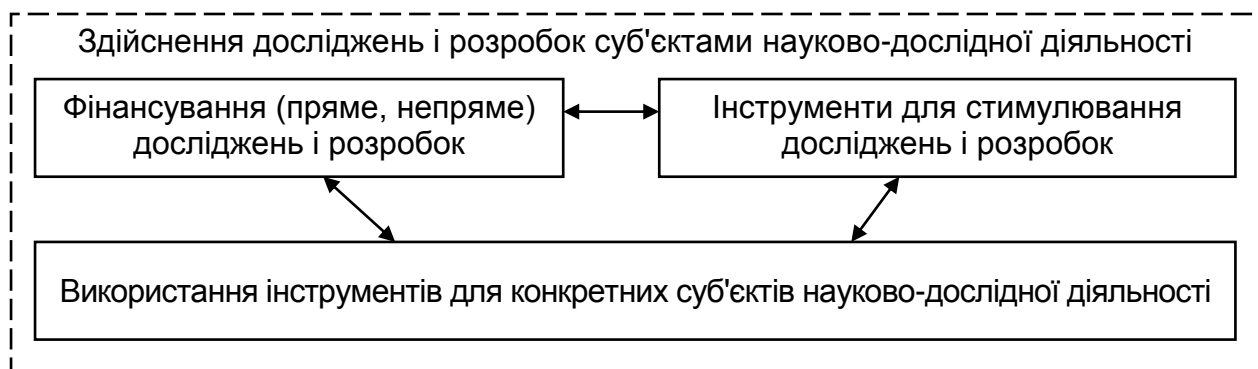 Здійснення досліджень і розробок суб'єктами науково-дослідної діяльності
Фінансування (пряме, непряме)
досліджень і розробок
Інструменти для стимулювання
досліджень і розробок
Використання інструментів для конкретних суб'єктів науково-дослідної діяльності